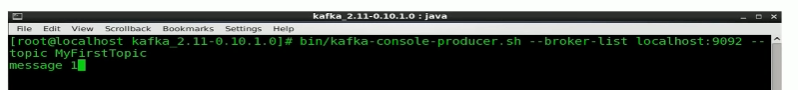 kafka_2.11-0.10.1.0 : java
File Edit View Scrollback Bookmarks Settings Help
[root@localhost kafka_2.11-0.10.1.0]# bin/kafka-console-producer.sh --broker-list localhost:9092 --
topic MyFirstTopic
message 1